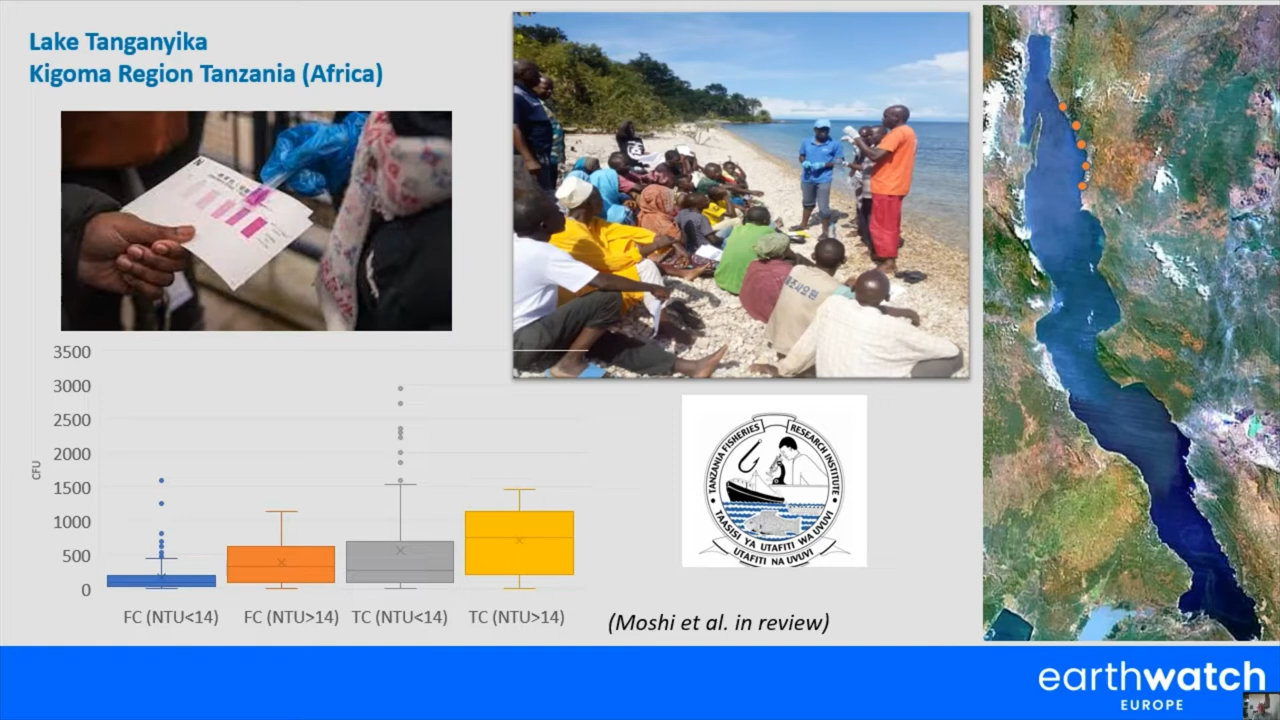 Lake Tanganyika
Kigoma Region Tanzania (Africa)
3500
3000
2500
2000
1500
1000
500
0
CFU
FC (NTU<14)
FC (NTU>14)
TC (NTU<14)
TC (NTU>14)
TANZANIA FISHERIES RESEARCH INSTITUTE
TAASISI YA UTAFITI WA UVUVI
UTAFITI NA UVUVI
(Moshi et al. in review)
earthwatch
EUROPE